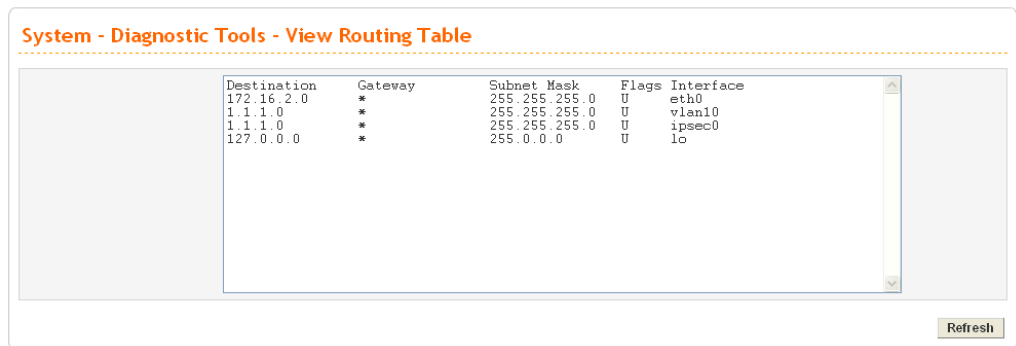 System - Diagnostic Tools - View Routing Table
Destination Gateway Subnet Mask Flags Interface
172.16.2.0 * 255.255.255.0 U eth0
1.1.1.0 * 255.255.255.0 U vlan10
1.1.1.0 * 255.255.255.0 U ipsec0
127.0.0.0 * 255.0.0.0 U lo
Refresh